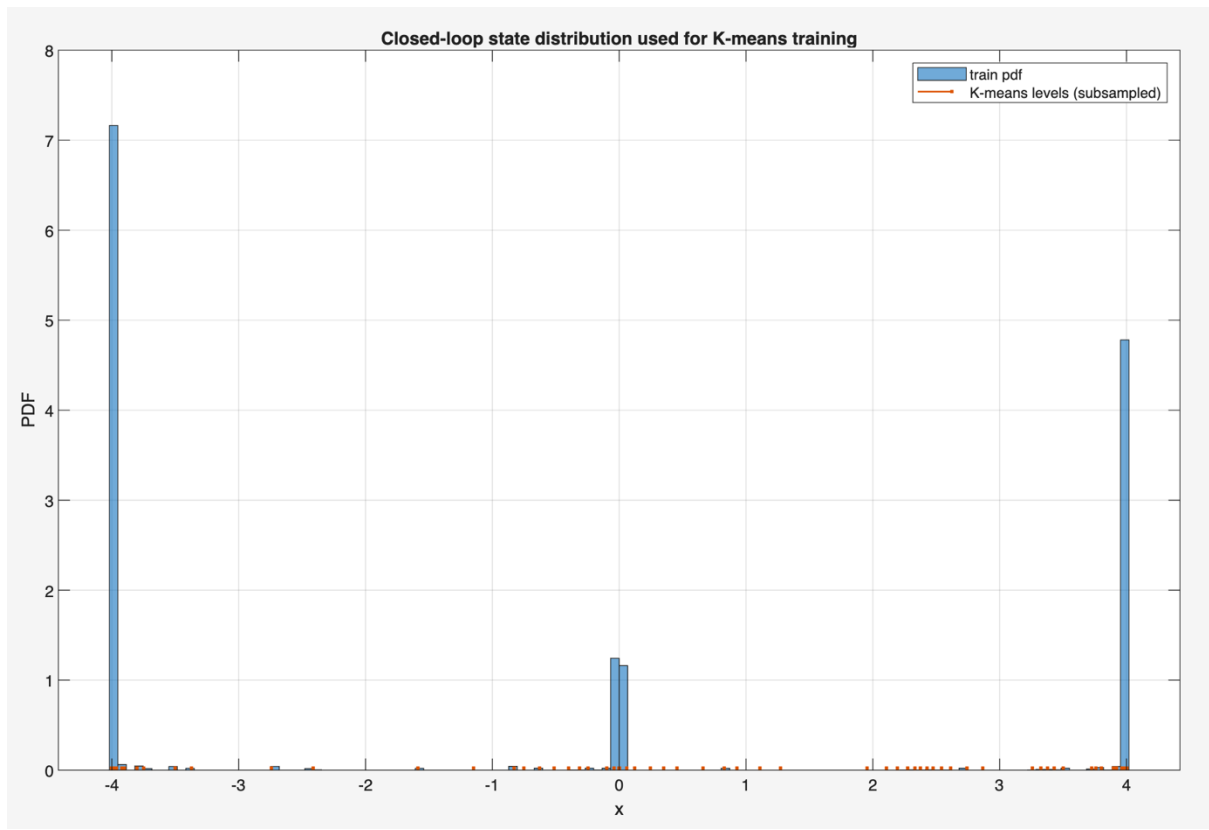 Closed-loop state distribution used for K-means training
train pdf
K-means levels (subsampled)
8
7
6
5
4
3
2
1
0
PDF
-4 -3 -2 -1 0 1 2 3 4
x